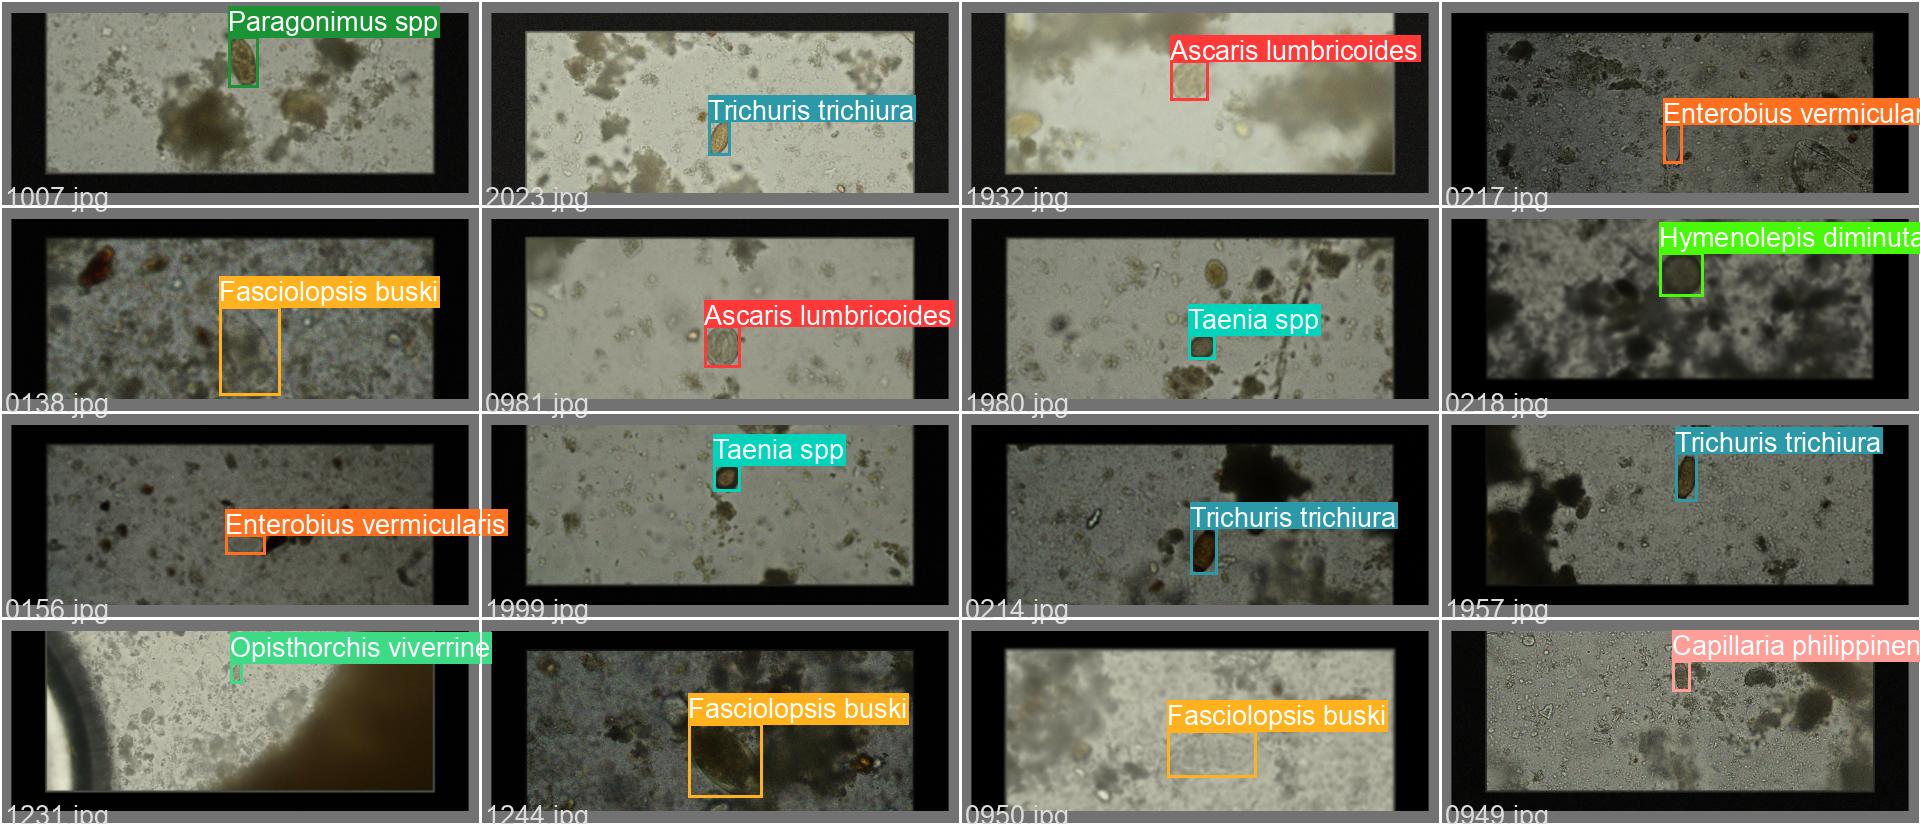 Paragonimus spp
1007 jpg
Trichuris trichiura
2023 jpg
Ascaris lumbricoides
1932 jpg
Enterobius vermicular
0217 jpg
Fasciolopsis buski
0138 jpg
Ascaris lumbricoides
0981 jpg
Taenia spp
1980 jpg
Hymenolepis diminuta
0218 jpg
Enterobius vermicularis
0156 jpg
Taenia spp
1999 jpg
Trichuris trichiura
0214 jpg
Trichuris trichiura
1957 jpg
Opisthorchis viverrine
1231 jpg
Fasciolopsis buski
1244 jpg
Fasciolopsis buski
0950 jpg
Capillaria philippinen
0949 jpg